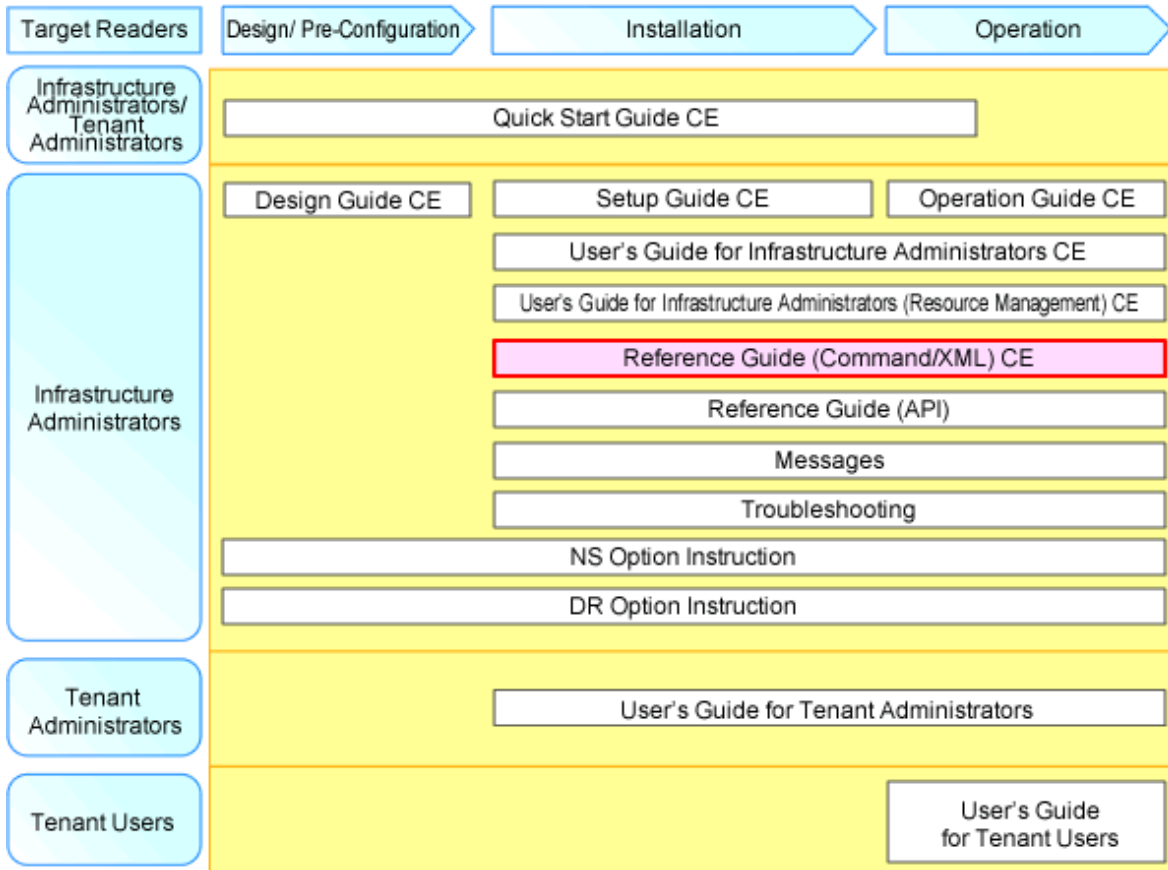 Target Readers
Design/ Pre-Configuration
Installation
Operation
Infrastructure
Administrators/
Tenant
Administrators
Quick Start Guide CE
Infrastructure
Administrators
Design Guide CE
Setup Guide CE
Operation Guide CE
User's Guide for Infrastructure Administrators CE
User's Guide for Infrastructure Administrators (Resource Management) CE
Reference Guide (Command/XML) CE
Reference Guide (API)
Messages
Troubleshooting
NS Option Instruction
DR Option Instruction
Tenant
Administrators
User's Guide for Tenant Administrators
Tenant Users
User's Guide
for Tenant Users